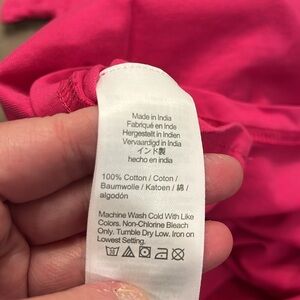 Made in India
Fabriqué en Inde
Hergestellt in Indien
Vervaardigd in India
インド製
hecho en india
100% Cotton / Coton /
Baumwolle / Katoen / 綿 /
algodón
Machine Wash Cold With Like
Colors. Non-Chlorine Bleach
Only. Tumble Dry Low. Iron on
Lowest Setting.